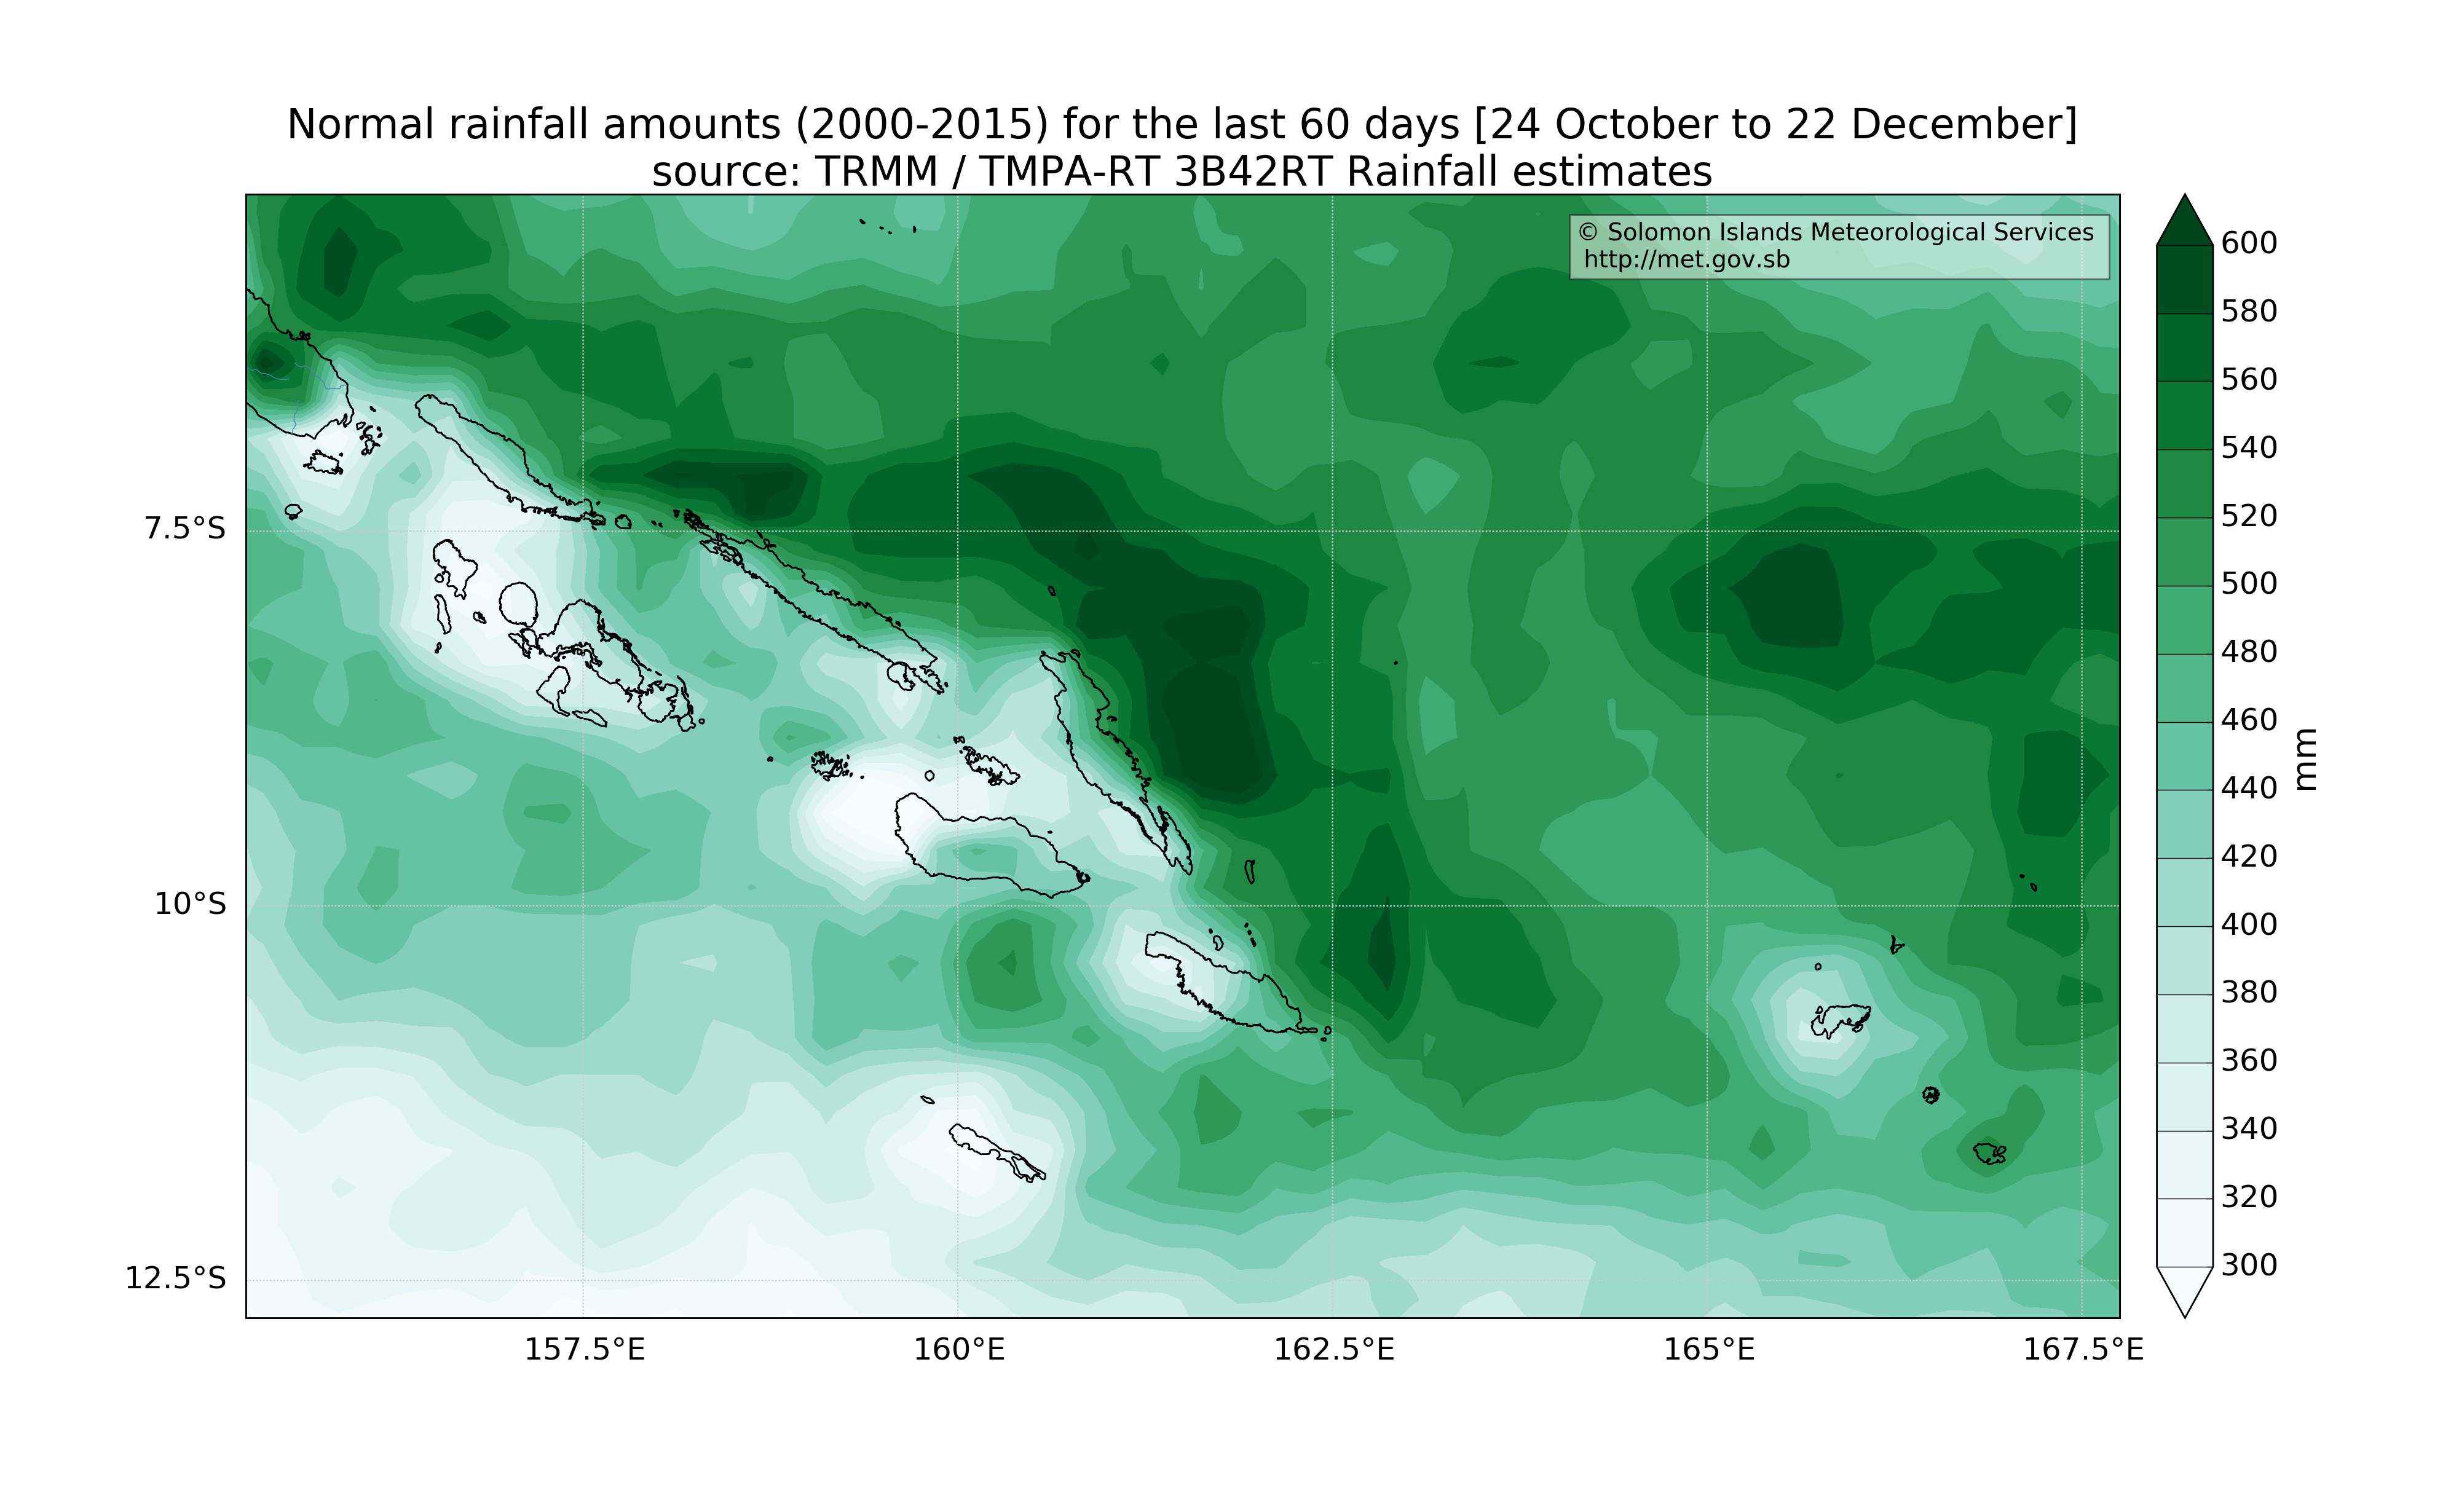 Normal rainfall amounts (2000-2015) for the last 60 days [24 October to 22 December]
source: TRMM / TMPA-RT 3B42RT Rainfall estimates
© Solomon Islands Meteorological Services
http://met.gov.sb
600
580
560
540
520
500
480
460
440
420
400
380
360
340
320
300
mm
7.5°S
10°S
12.5°S
157.5°E
160°E
162.5°E
165°E
167.5°E